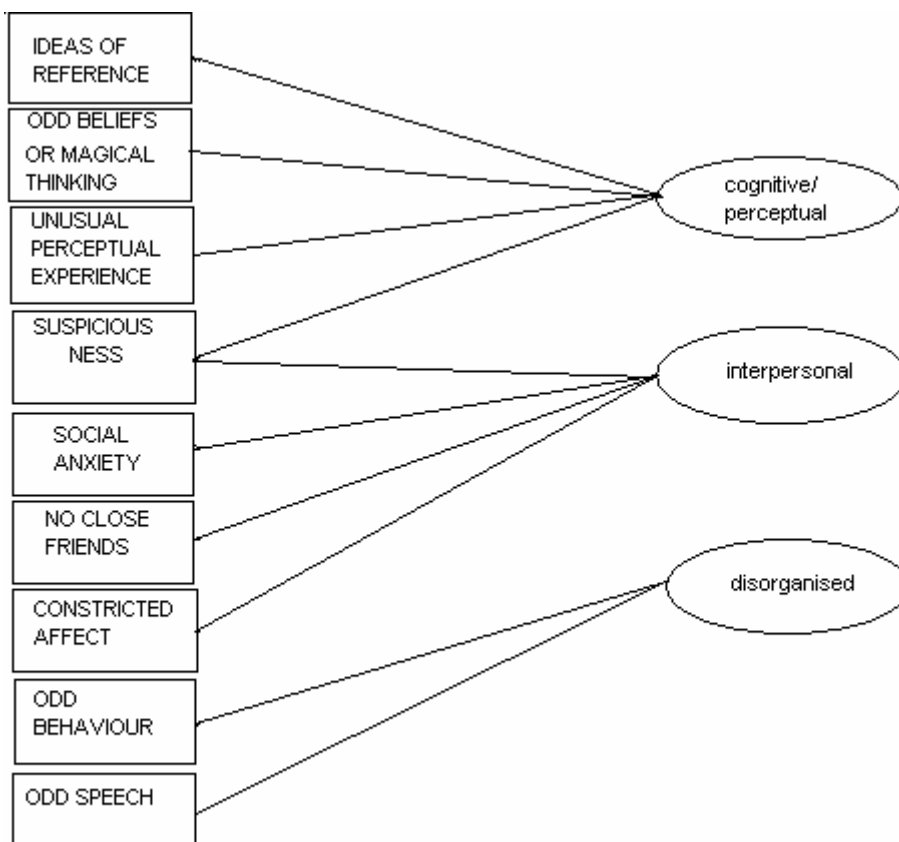 IDEAS OF
REFERENCE
ODD BELIEFS
OR MAGICAL
THINKING
UNUSUAL
PERCEPTUAL
EXPERIENCE
SUSPICIOUS
NESS
SOCIAL
ANXIETY
NO CLOSE
FRIENDS
CONSTRICTED
AFFECT
ODD
BEHAVIOUR
ODD SPEECH
cognitive/
perceptual
interpersonal
disorganised